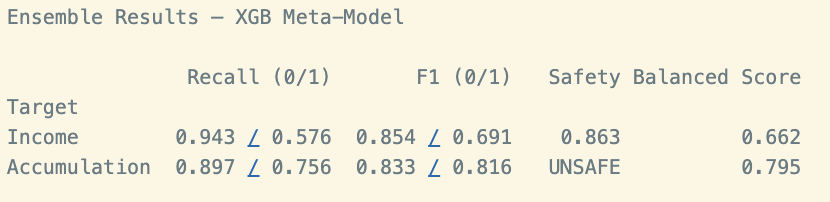 Ensemble Results – XGB Meta-Model
Recall (0/1) F1 (0/1) Safety Balanced Score
Target
Income 0.943 / 0.576 0.854 / 0.691 0.863 0.662
Accumulation 0.897 / 0.756 0.833 / 0.816 UNSAFE 0.795